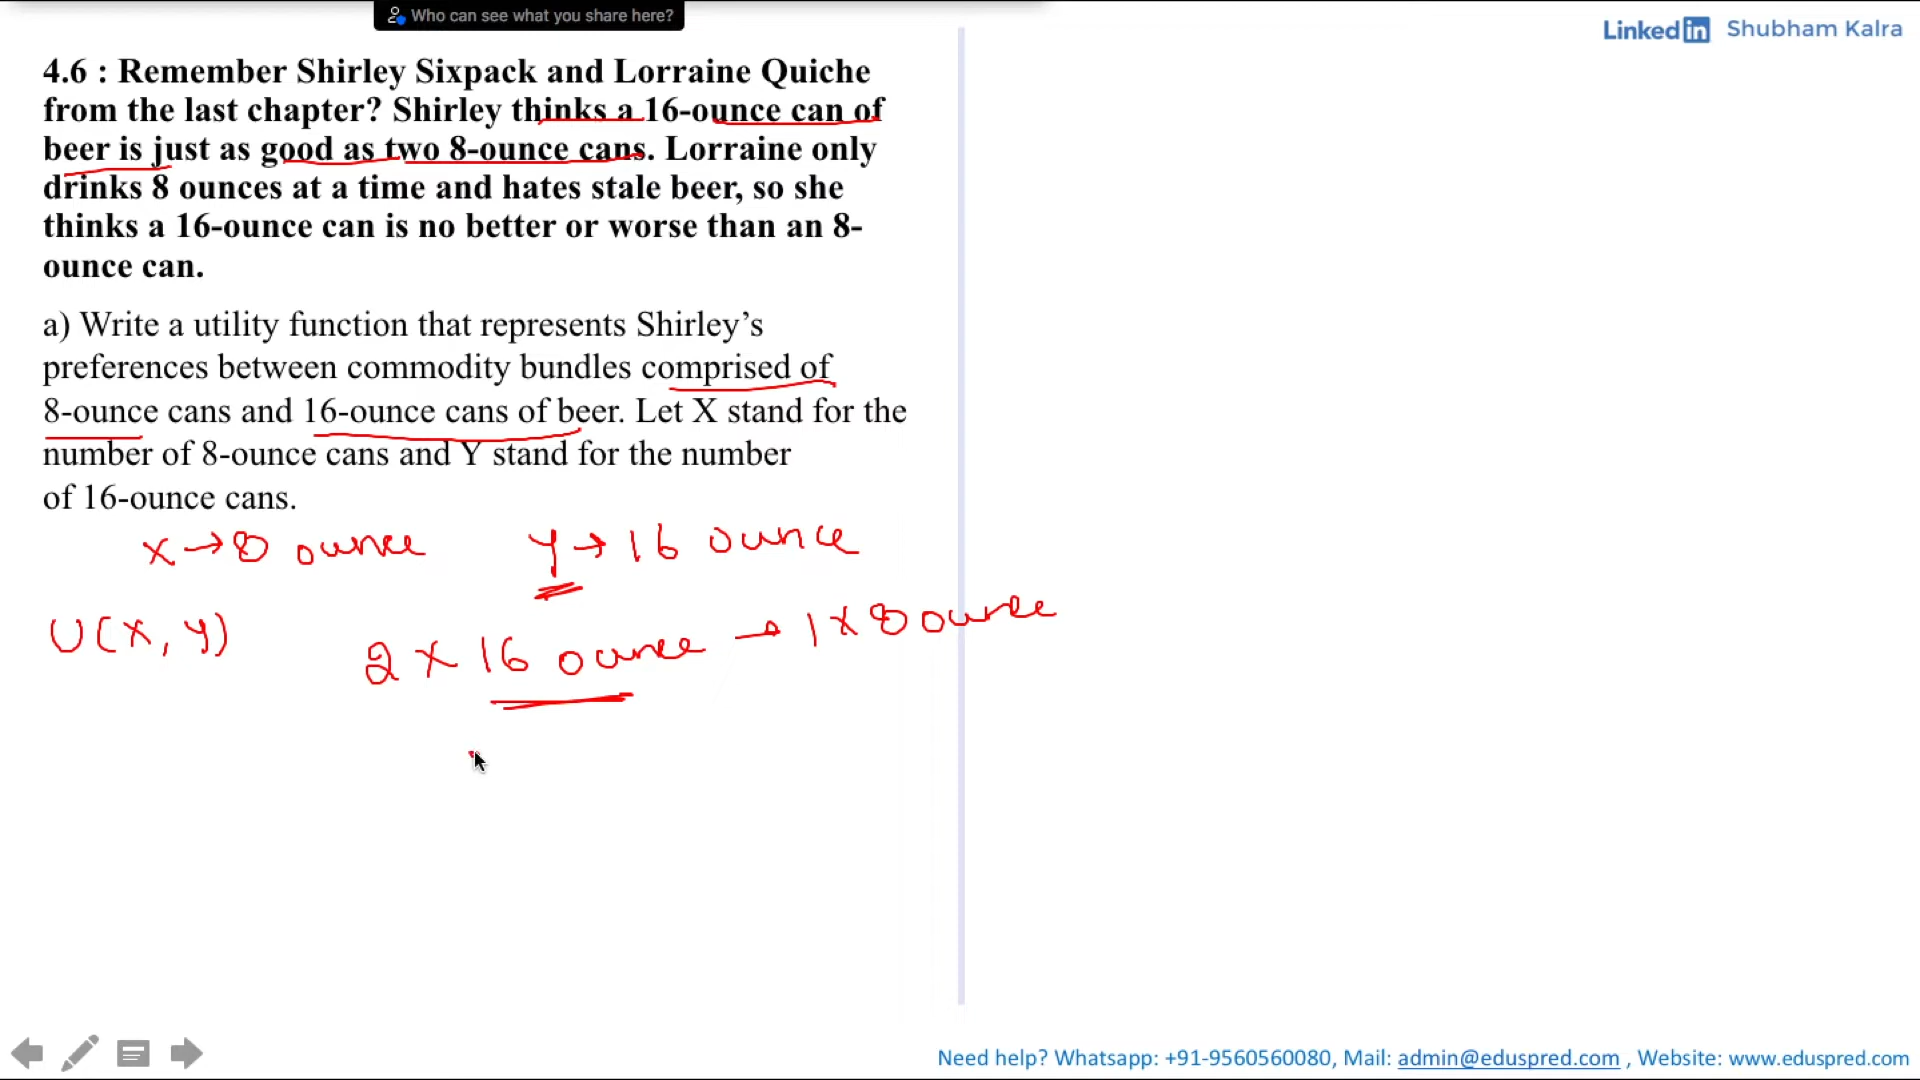 Who can see what you share here?
Linked in Shubham Kalra
4.6 : Remember Shirley Sixpack and Lorraine Quiche
from the last chapter? Shirley thinks a 16-ounce can of
beer is just as good as two 8-ounce cans. Lorraine only
drinks 8 ounces at a time and hates stale beer, so she
thinks a 16-ounce can is no better or worse than an 8-
ounce can.
a) Write a utility function that represents Shirley’s
preferences between commodity bundles comprised of
8-ounce cans and 16-ounce cans of beer. Let X stand for the
number of 8-ounce cans and Y stand for the number
of 16-ounce cans.
x → 8 ounce y → 16 ounce
U(x, y)
2 × 16 ounce → 1 × 8 ounce
Need help? Whatsapp: +91-9560560080, Mail: admin@eduspred.com , Website: www.eduspred.com